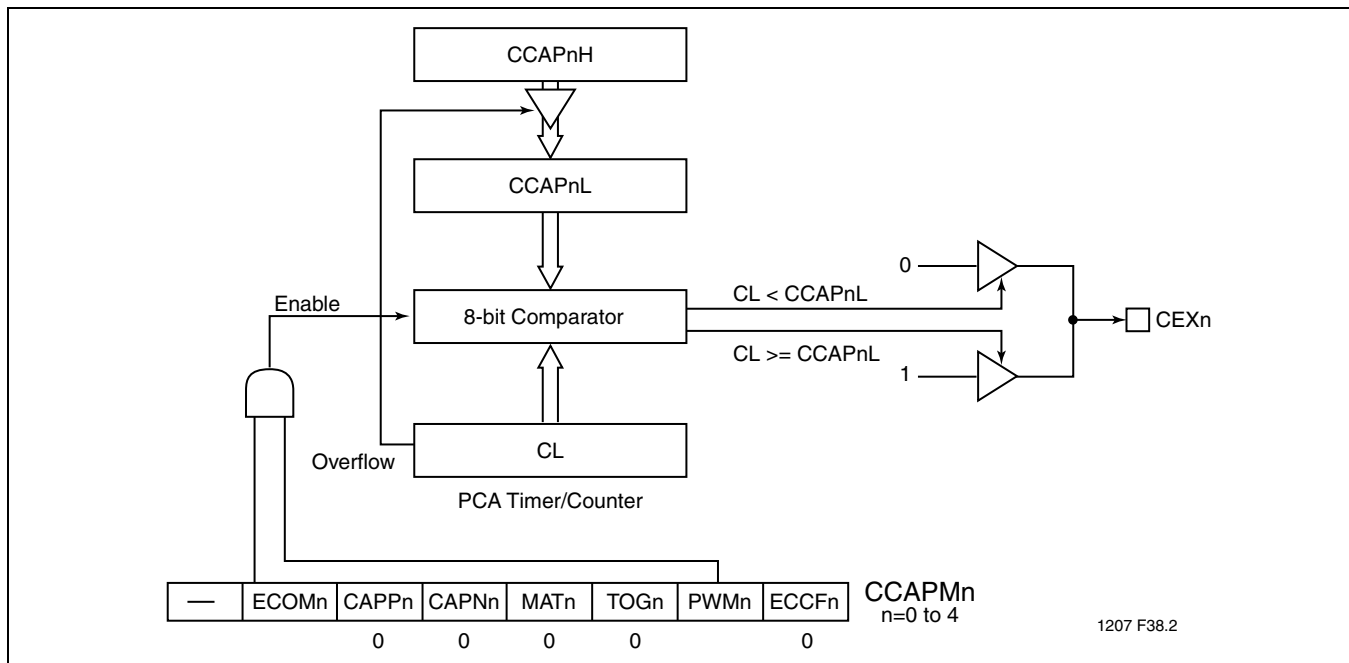 CCAPnH
CCAPnL
0
CL < CCAPnL
Enable
8-bit Comparator
CEXn
CL >= CCAPnL
1
CL
Overflow
PCA Timer/Counter
— ECOMn CAPPn CAPNn MATn TOGn PWMn ECCFn CCAPMn
n=0 to 4
0 0 0 0 0
1207 F38.2